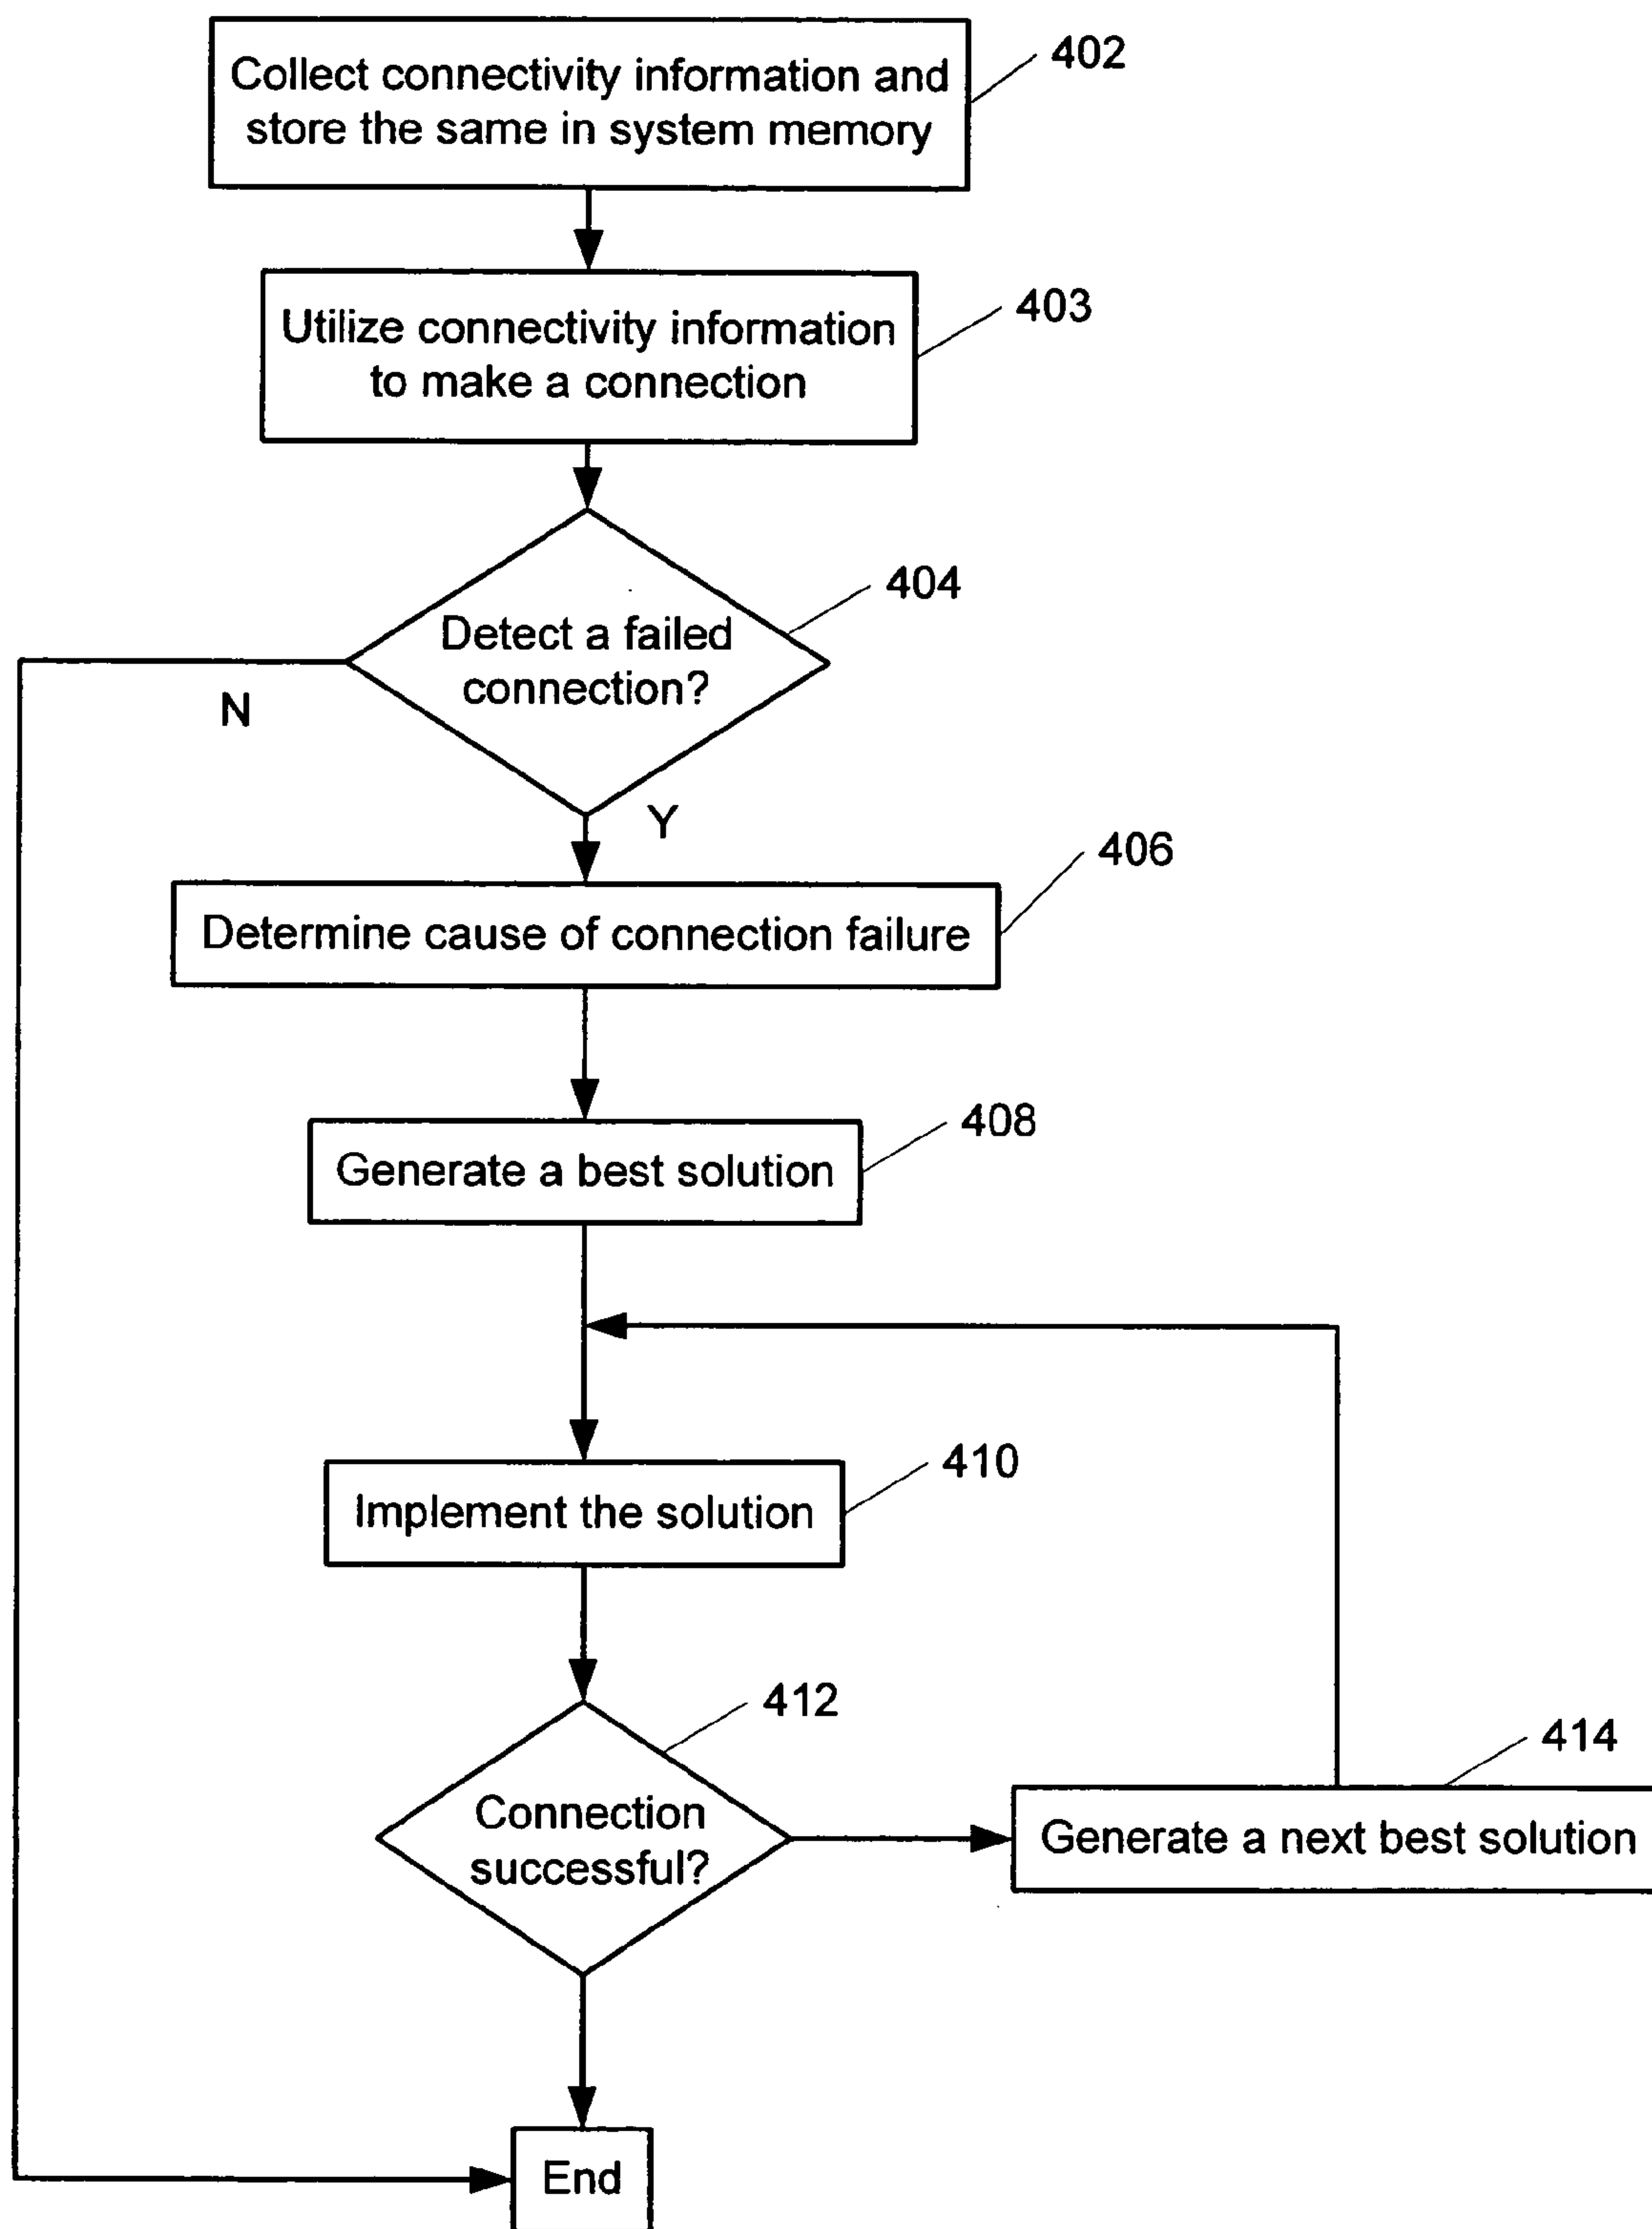 402
Collect connectivity information and
store the same in system memory
403
Utilize connectivity information
to make a connection
404
Detect a failed
connection?
N
Y
406
Determine cause of connection failure
408
Generate a best solution
410
Implement the solution
412
Connection
successful?
414
Generate a next best solution
End